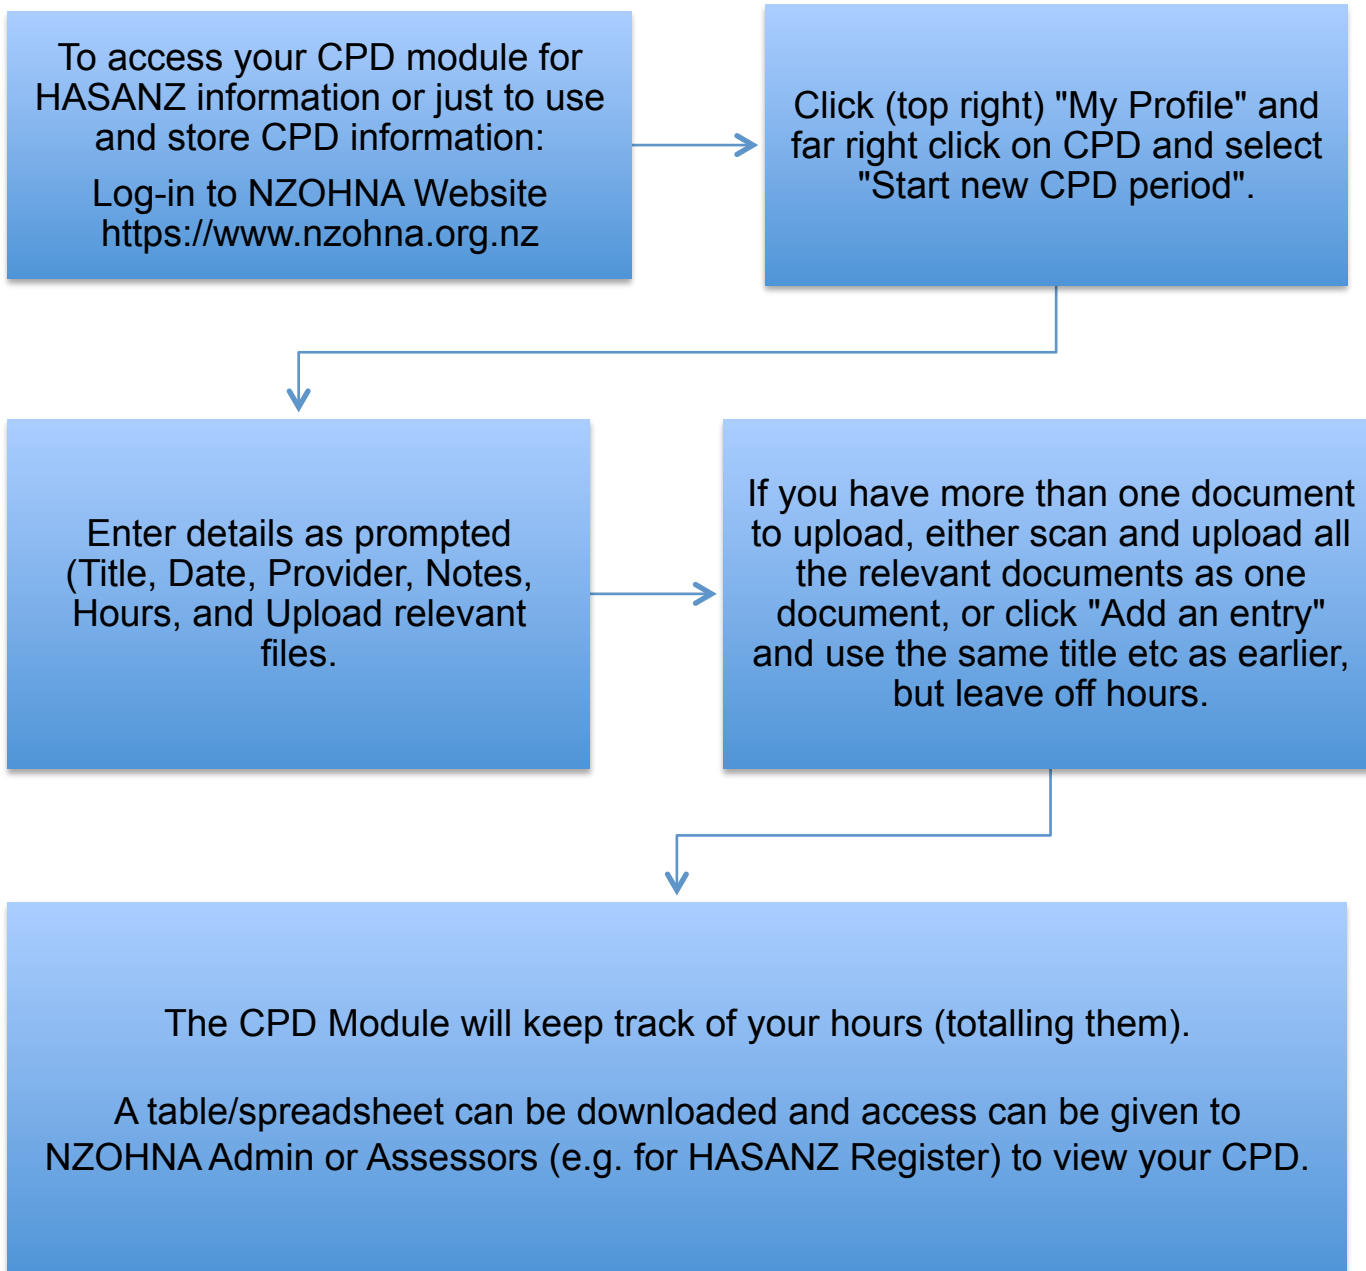 To access your CPD module for
HASANZ information or just to use
and store CPD information:
Log-in to NZOHNA Website
https://www.nzohna.org.nz
Click (top right) "My Profile" and
far right click on CPD and select
"Start new CPD period".
Enter details as prompted
(Title, Date, Provider, Notes,
Hours, and Upload relevant
files.
If you have more than one document
to upload, either scan and upload all
the relevant documents as one
document, or click "Add an entry"
and use the same title etc as earlier,
but leave off hours.
The CPD Module will keep track of your hours (totalling them).
A table/spreadsheet can be downloaded and access can be given to
NZOHNA Admin or Assessors (e.g. for HASANZ Register) to view your CPD.